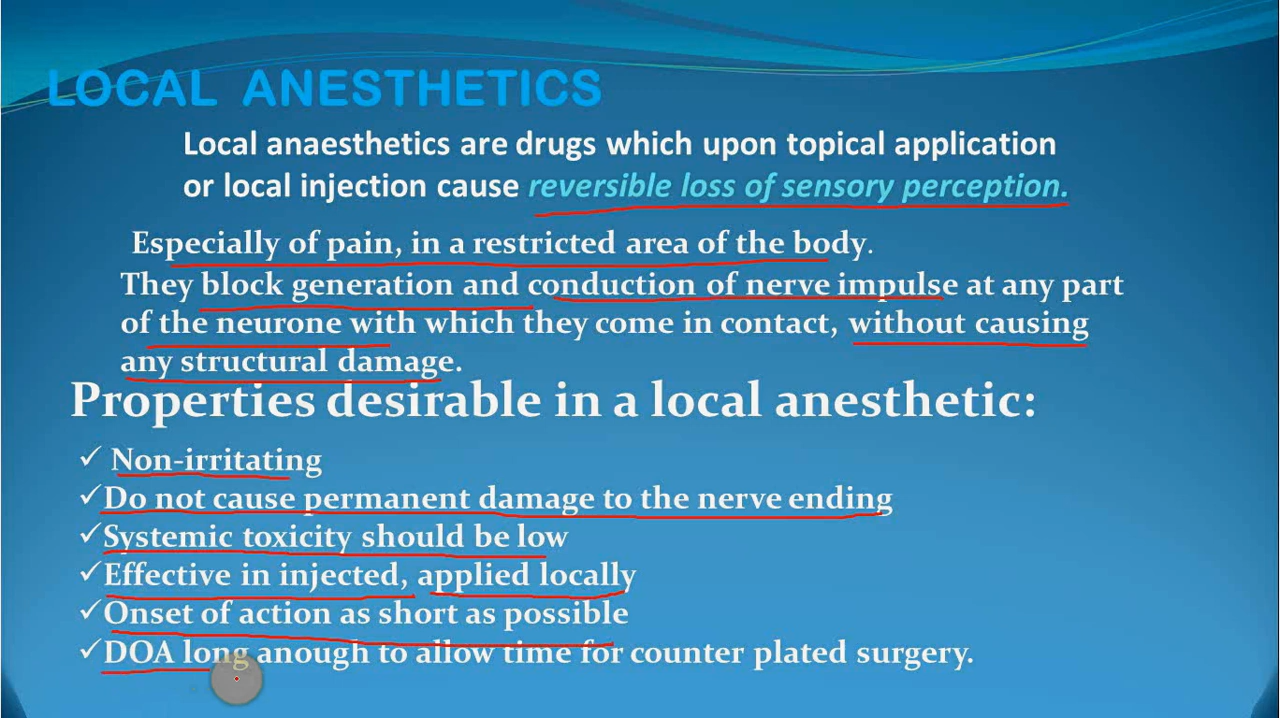 LOCAL ANESTHETICS
Local anaesthetics are drugs which upon topical application
or local injection cause reversible loss of sensory perception.
Especially of pain, in a restricted area of the body.
They block generation and conduction of nerve impulse at any part
of the neurone with which they come in contact, without causing
any structural damage.
Properties desirable in a local anesthetic:
✓ Non-irritating
✓Do not cause permanent damage to the nerve ending
✓Systemic toxicity should be low
✓Effective in injected, applied locally
✓Onset of action as short as possible
✓DOA long anough to allow time for counter plated surgery.